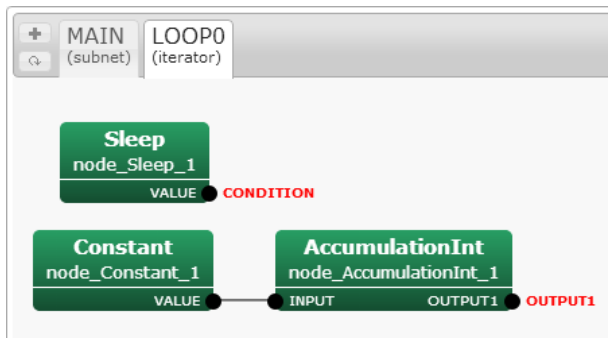 MAIN
(subnet)
LOOP0
(iterator)
Sleep
node_Sleep_1
VALUE CONDITION
Constant
node_Constant_1
VALUE
AccumulationInt
node_AccumulationInt_1
INPUT OUTPUT1 OUTPUT1